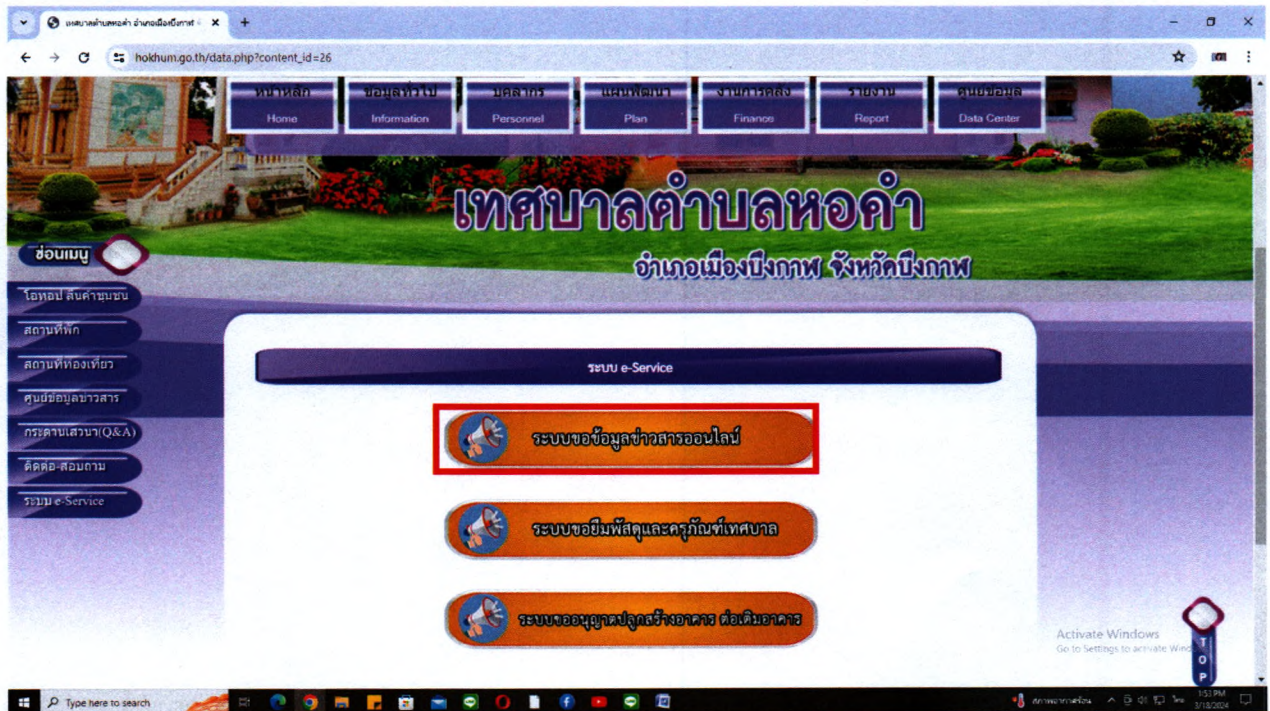 เทศบาลตำบลหอคำ อำเภอเมืองบึงกาฬ
hokhum.go.th/data.php?content_id=26
หน้าหลัก
Home
ข้อมูลทั่วไป
Information
บุคลากร
Personnel
แผนพัฒนา
Plan
งานการคลัง
Finance
รายงาน
Report
ศูนย์ข้อมูล
Data Center
เทศบาลตำบลหอคำ
อำเภอเมืองบึงกาฬ จังหวัดบึงกาฬ
ซ่อนเมนู
โอทอป สินค้าชุมชน
สถานที่พัก
สถานที่ท่องเที่ยว
ศูนย์ข้อมูลข่าวสาร
กระดานเสวนา(Q&A)
ติดต่อ-สอบถาม
ระบบ e-Service
ระบบ e-Service
ระบบขอข้อมูลข่าวสารออนไลน์
ระบบขอยืมพัสดุและครุภัณฑ์เทศบาล
ระบบขออนุญาตปลูกสร้างอาคาร ต่อเติมอาคาร
Activate Windows
Go to Settings to activate Wind
TOP
Type here to search
สภาพอากาศร้อน
ไทย
1:53 PM
3/18/2024